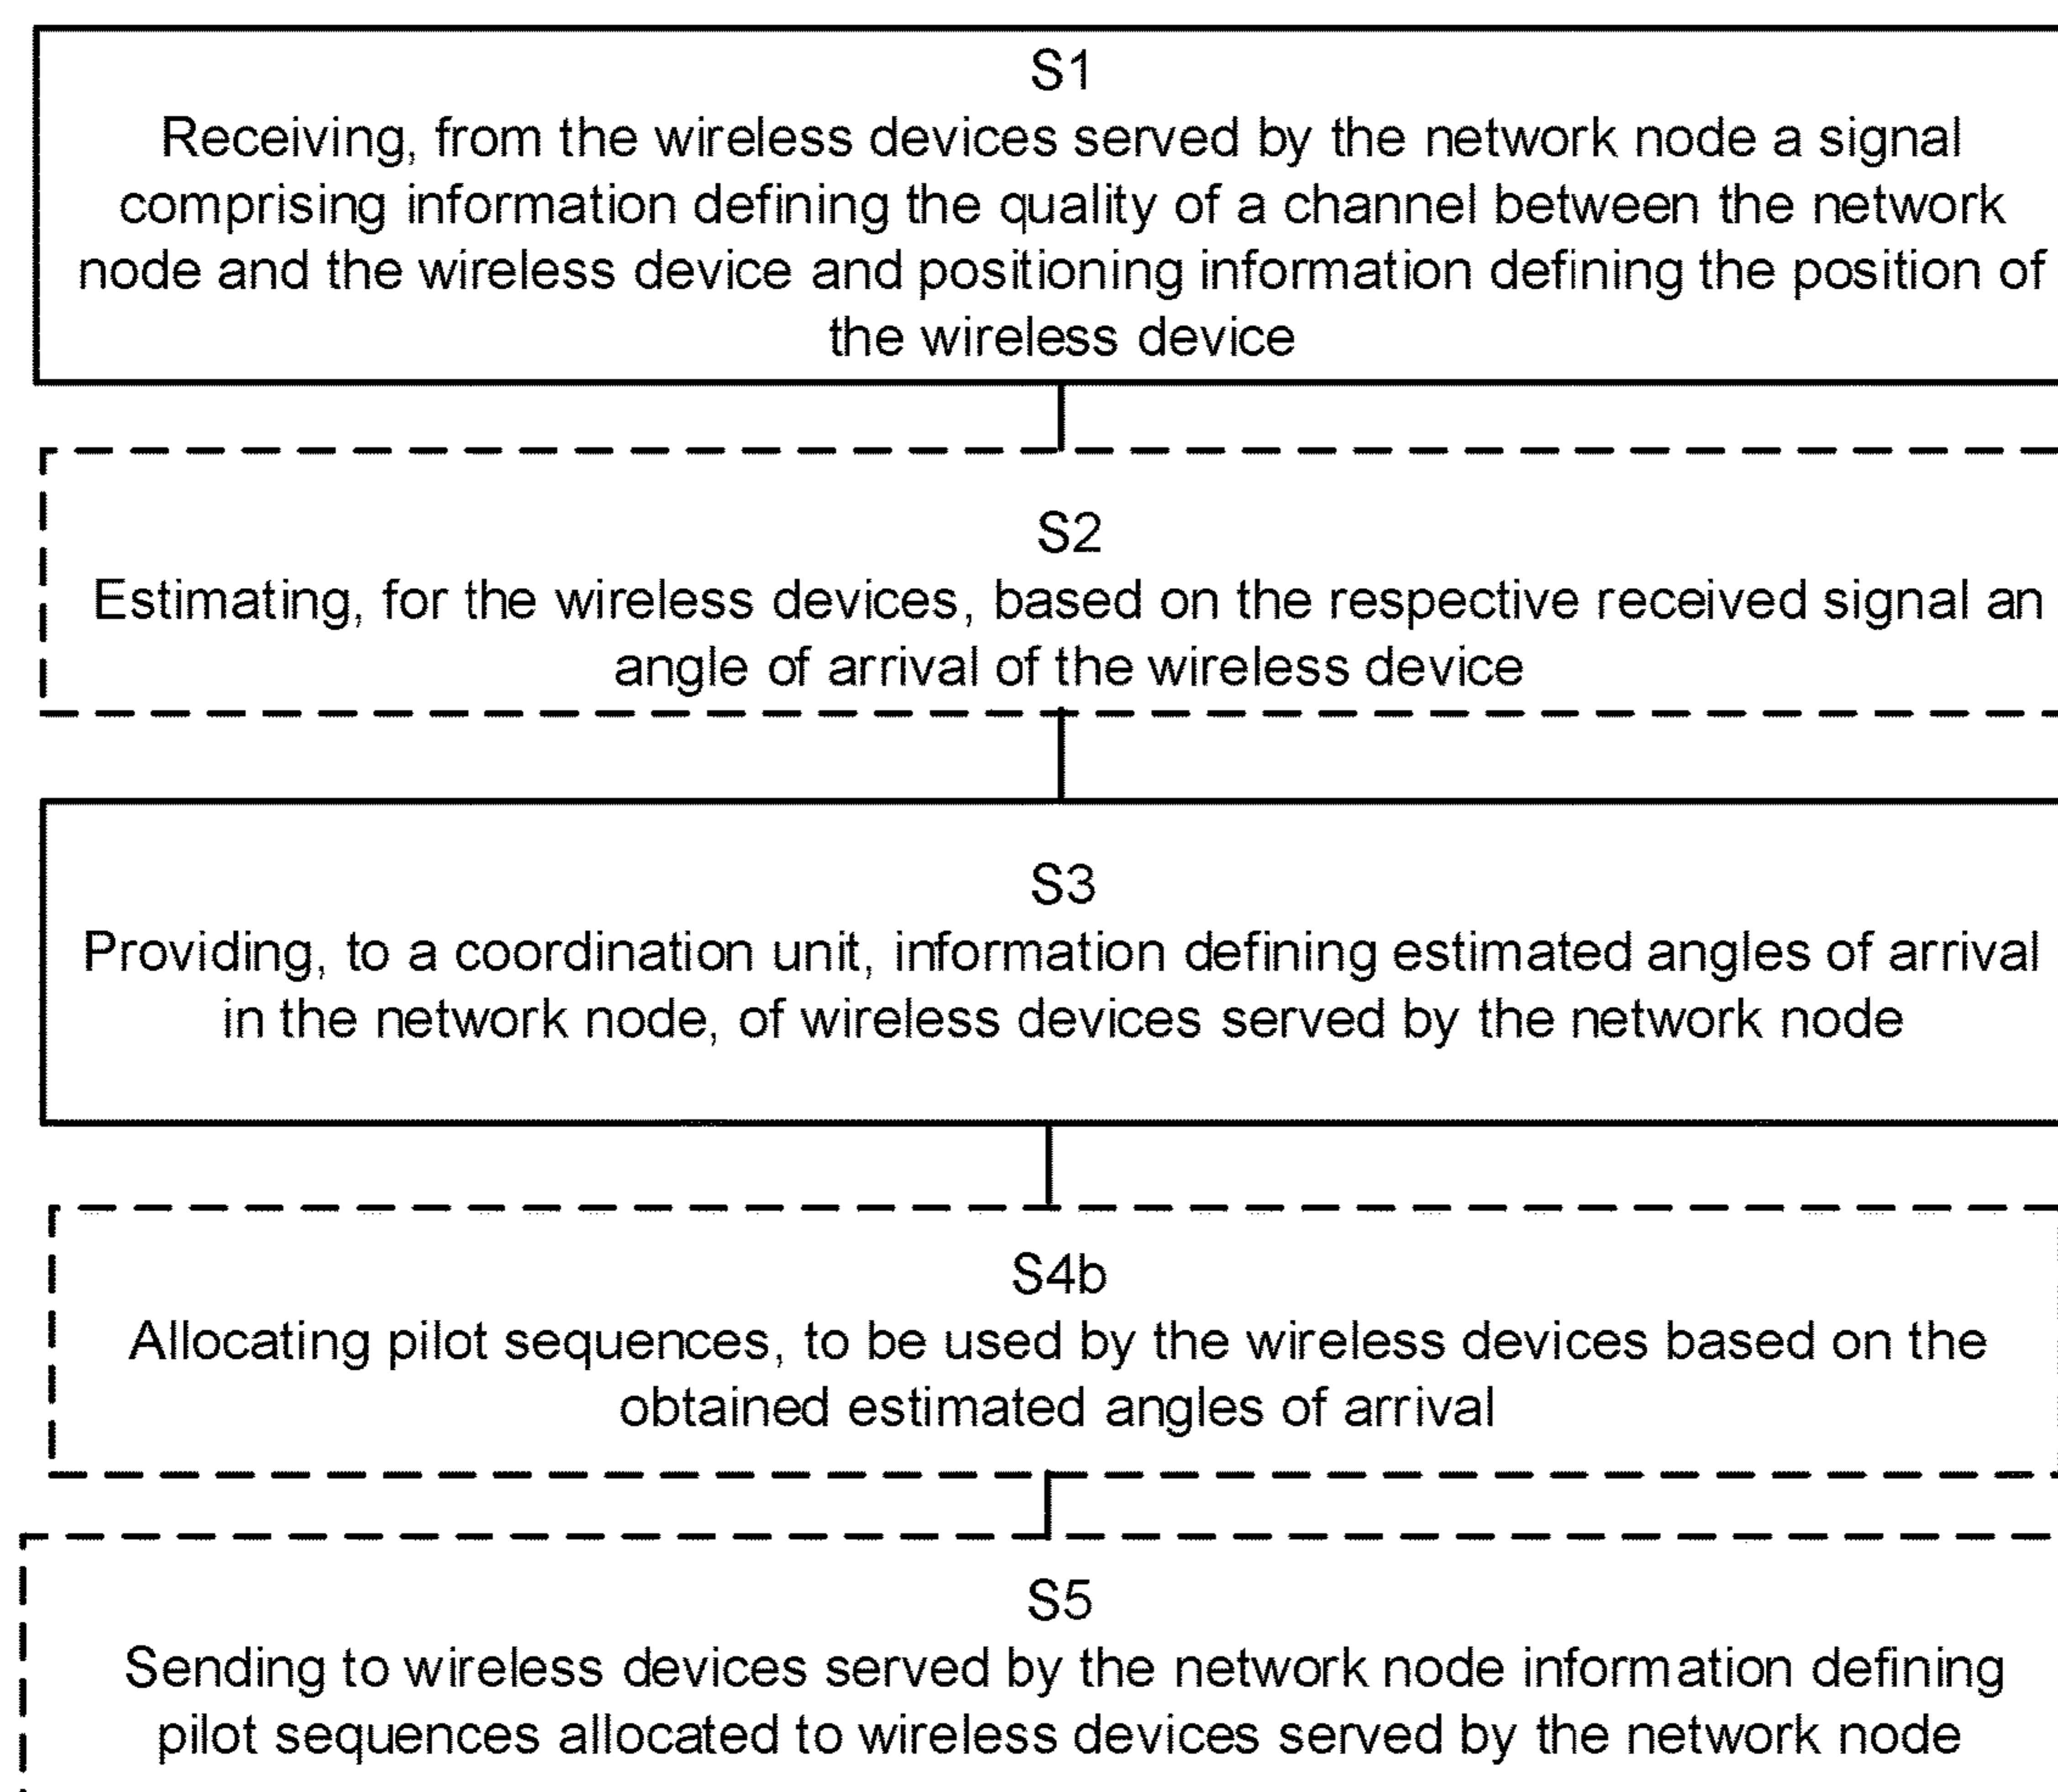 S1
Receiving, from the wireless devices served by the network node a signal
comprising information defining the quality of a channel between the network
node and the wireless device and positioning information defining the position of
the wireless device
S2
Estimating, for the wireless devices, based on the respective received signal an
angle of arrival of the wireless device
S3
Providing, to a coordination unit, information defining estimated angles of arrival
in the network node, of wireless devices served by the network node
S4b
Allocating pilot sequences, to be used by the wireless devices based on the
obtained estimated angles of arrival
S5
Sending to wireless devices served by the network node information defining
pilot sequences allocated to wireless devices served by the network node